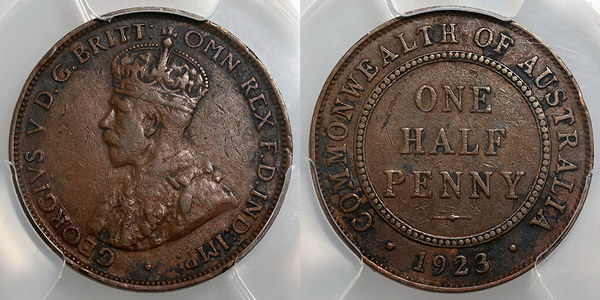 GEORGIVS V D.G.BRITT: OMN: REX F.D.IND:IMP:
COMMONWEALTH OF AUSTRALIA
ONE
HALF
PENNY
· 1923 ·